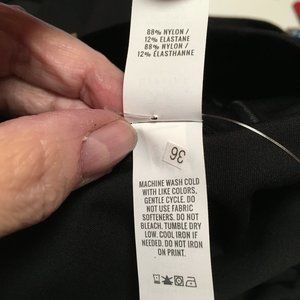 88% NYLON /
12% ELASTANE
88% NYLON /
12% ÉLASTHANNE
36
MACHINE WASH COLD
WITH LIKE COLORS,
GENTLE CYCLE. DO
NOT USE FABRIC
SOFTENERS. DO NOT
BLEACH. TUMBLE DRY
LOW. COOL IRON IF
NEEDED. DO NOT IRON
ON PRINT.